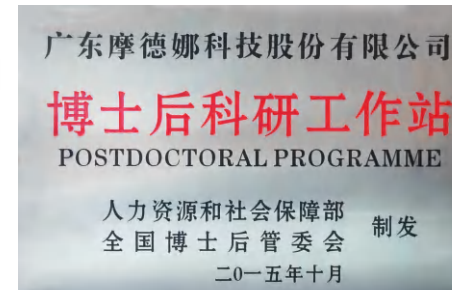 广东摩德娜科技股份有限公司
博士后科研工作站
POSTDOCTORAL PROGRAMME
人力资源和社会保障部
全国博士后管委会
制发
二0一五年十月